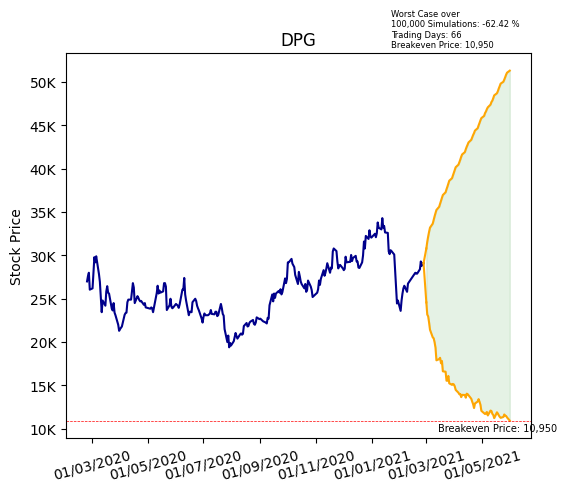 Worst Case over
100,000 Simulations: -62.42 %
Trading Days: 66
Breakeven Price: 10,950
DPG
Stock Price
50K
45K
40K
35K
30K
25K
20K
15K
10K
Breakeven Price: 10,950
01/03/2020
01/05/2020
01/07/2020
01/09/2020
01/11/2020
01/01/2021
01/03/2021
01/05/2021